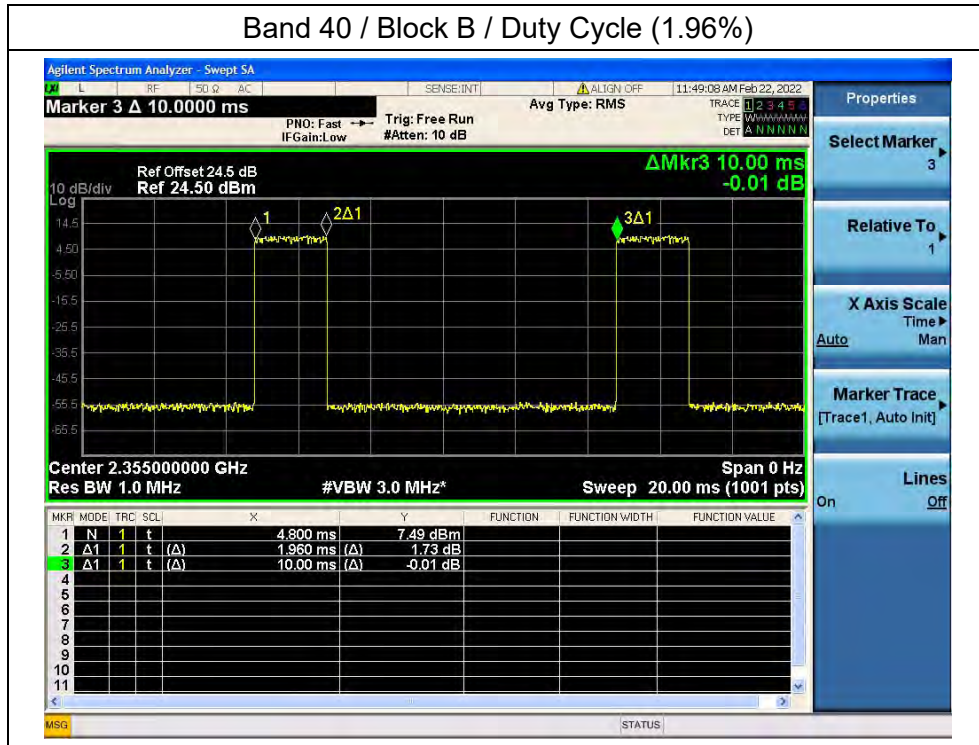 Band 40 / Block B / Duty Cycle (1.96%)
Agilent Spectrum Analyzer - Swept SA
LXI L RF 50 Ω AC SENSE:INT ALIGN OFF 11:49:08 AM Feb 22, 2022
Marker 3 Δ 10.0000 ms
PNO: Fast
IFGain:Low
Trig: Free Run
#Atten: 10 dB
Avg Type: RMS
TRACE 1 2 3 4 5 6
TYPE W
DET A N N N N N
ΔMkr3 10.00 ms
-0.01 dB
Ref Offset 24.5 dB
10 dB/div Ref 24.50 dBm
Log
14.5
4.50
-5.50
-15.5
-25.5
-35.5
-45.5
-55.5
-65.5
1
2Δ1
3Δ1
Center 2.355000000 GHz Span 0 Hz
Res BW 1.0 MHz #VBW 3.0 MHz* Sweep 20.00 ms (1001 pts)
MKR MODE TRC SCL X Y FUNCTION FUNCTION WIDTH FUNCTION VALUE
1 N 1 t 4.800 ms 7.49 dBm
2 Δ1 1 t (Δ) 1.960 ms (Δ) 1.73 dB
3 Δ1 1 t (Δ) 10.00 ms (Δ) -0.01 dB
4
5
6
7
8
9
10
11
MSG STATUS
Properties
Select Marker
3
Relative To
1
X Axis Scale
Time
Auto Man
Marker Trace
[Trace1, Auto Init]
Lines
On Off